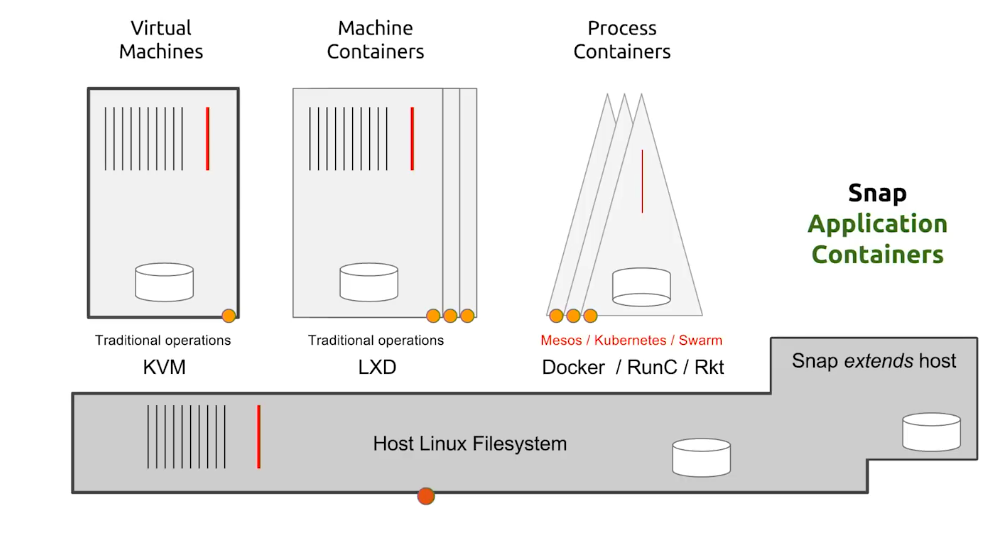 Virtual
Machines
Machine
Containers
Process
Containers
Snap
Application
Containers
Traditional operations
KVM
Traditional operations
LXD
Mesos / Kubernetes / Swarm
Docker / RunC / Rkt
Snap extends host
Host Linux Filesystem